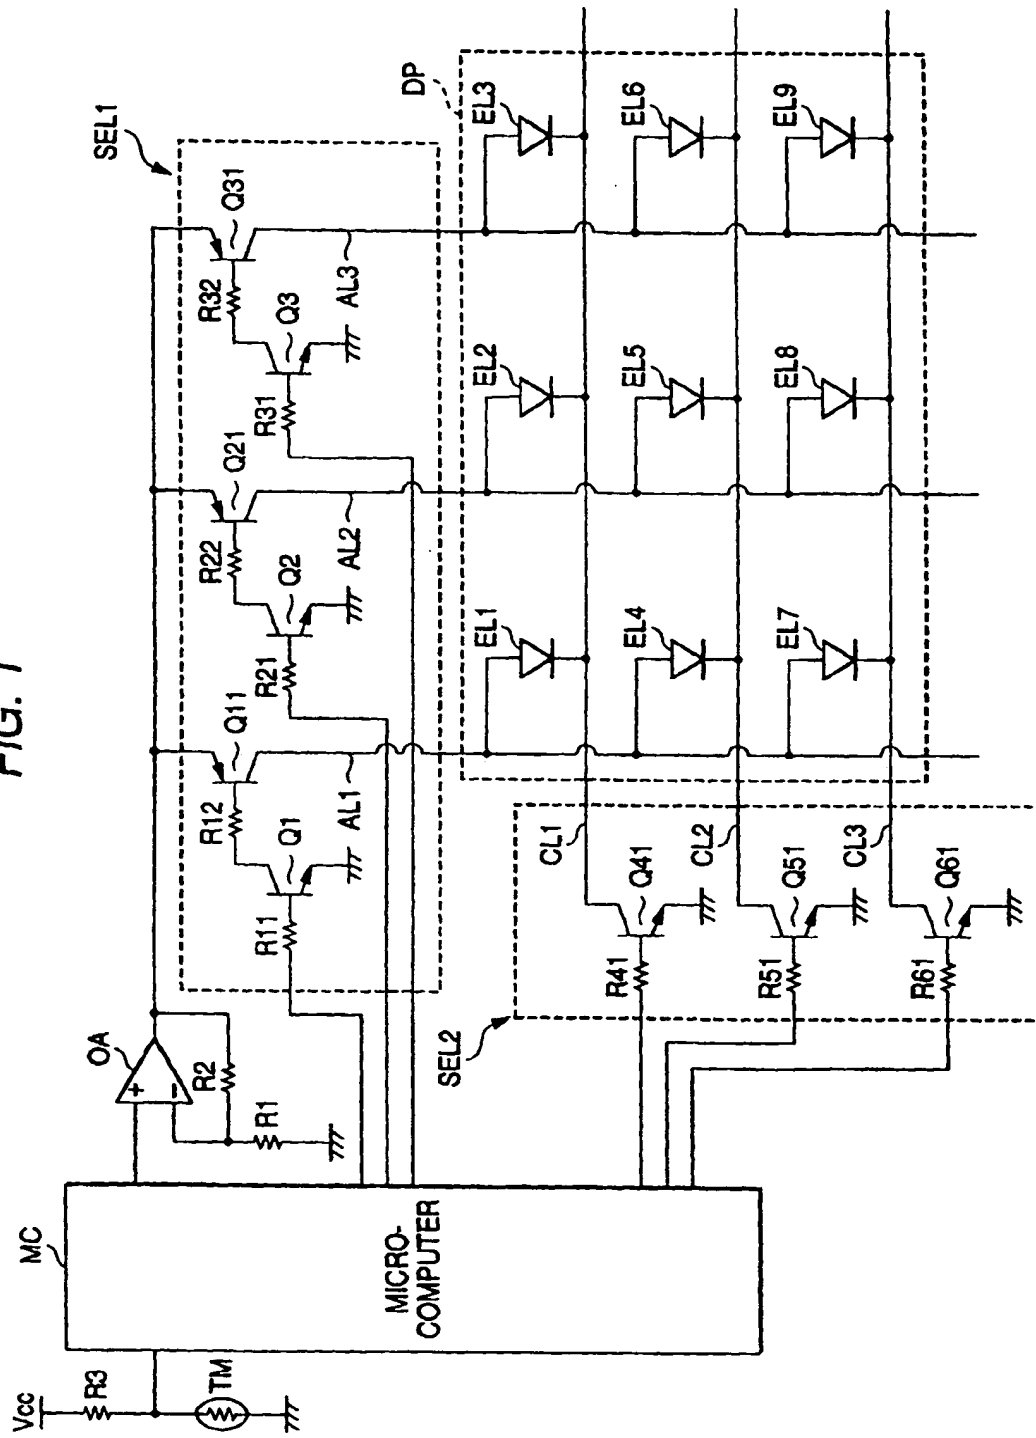 FIG. 1
SEL1
Q31
R32
Q3
R31
AL3
Q21
R22
Q2
R21
AL2
Q11
R12
Q1
R11
AL1
DP
EL3
EL6
EL9
EL2
EL5
EL8
EL1
EL4
EL7
CL1
CL2
CL3
Q41
R41
Q51
R51
Q61
R61
SEL2
OA
+
−
R2
R1
MC
MICRO-
COMPUTER
Vcc
R3
TM